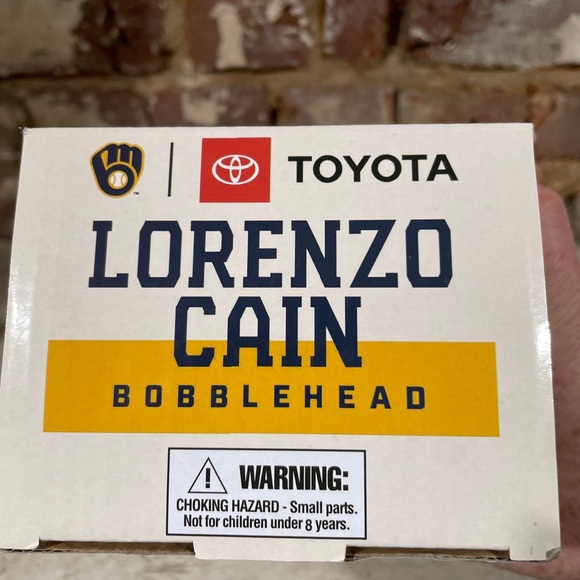 TOYOTA
LORENZO
CAIN
BOBBLEHEAD
WARNING:
CHOKING HAZARD - Small parts.
Not for children under 8 years.